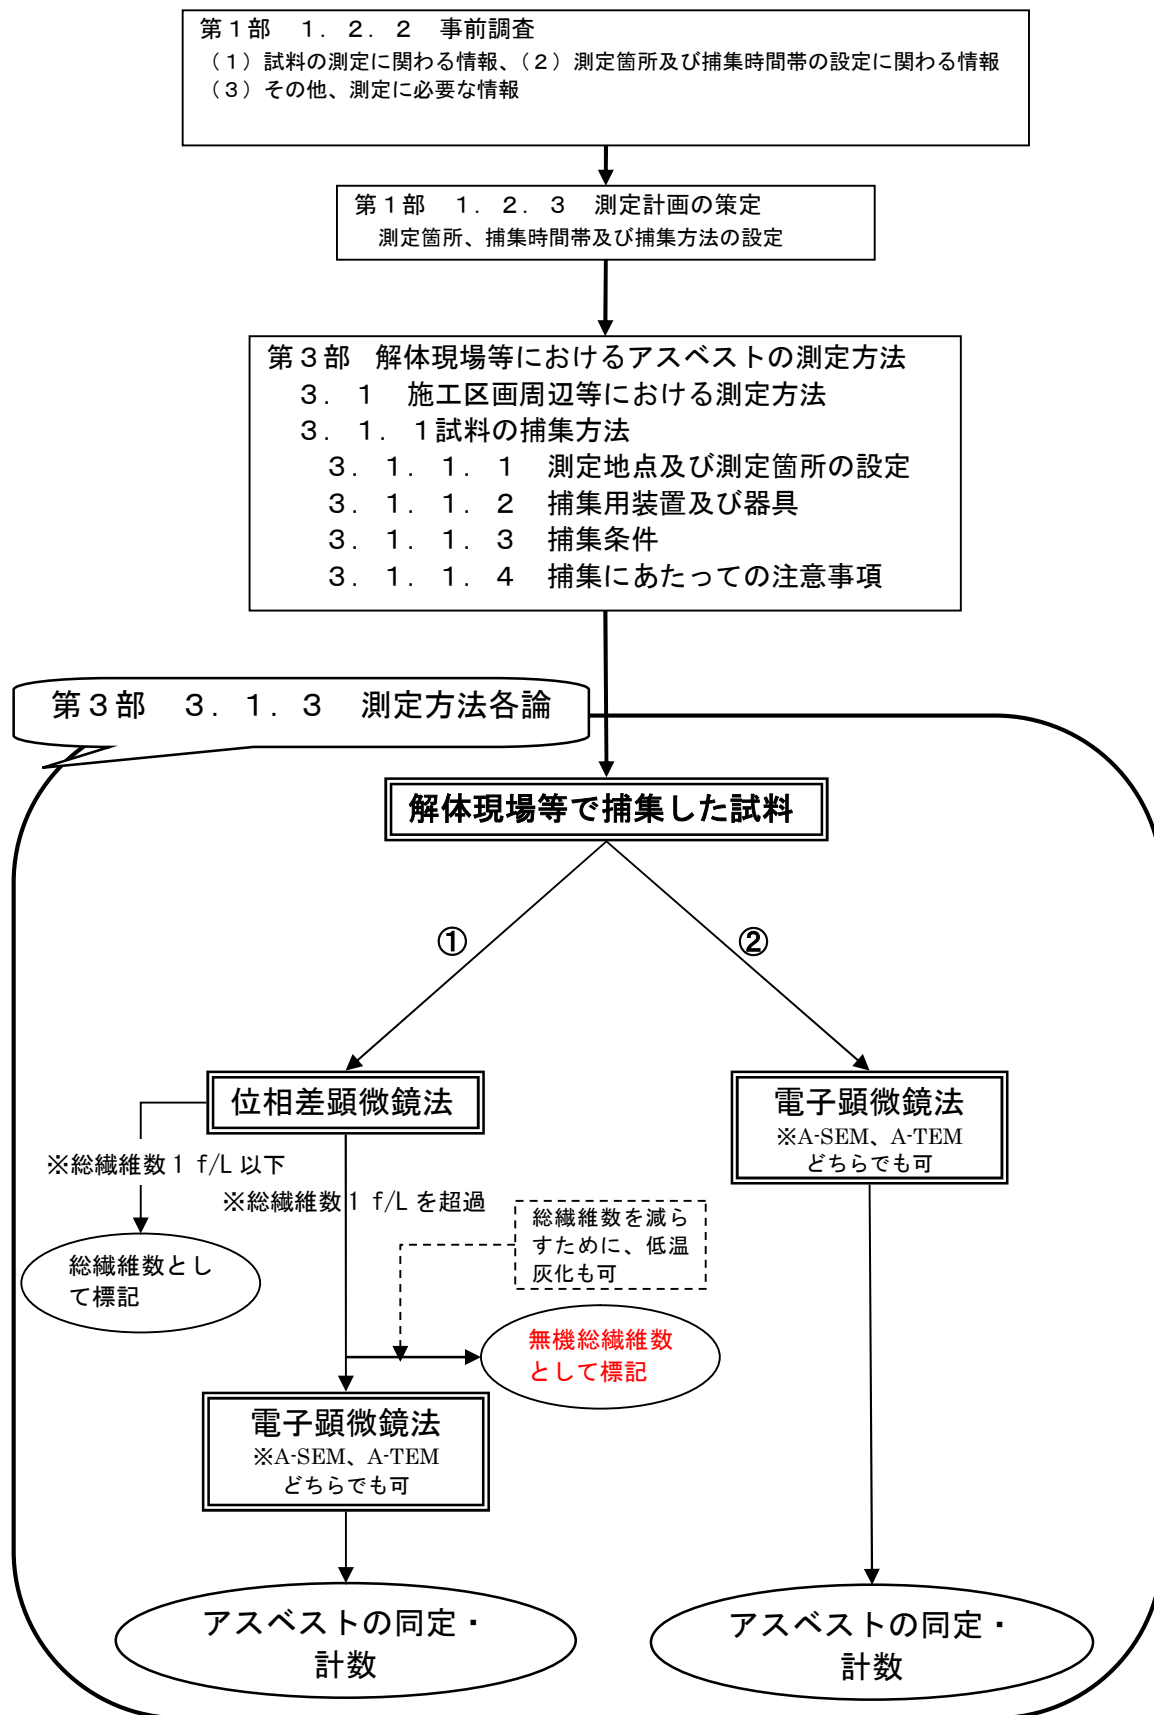 第１部　１．２．２　事前調査
（１）試料の測定に関わる情報、（２）測定箇所及び捕集時間帯の設定に関わる情報
（３）その他、測定に必要な情報
第１部　１．２．３　測定計画の策定
測定箇所、捕集時間帯及び捕集方法の設定
第３部　解体現場等におけるアスベストの測定方法
３．１　施工区画周辺等における測定方法
３．１．１試料の捕集方法
３．１．１．１　測定地点及び測定箇所の設定
３．１．１．２　捕集用装置及び器具
３．１．１．３　捕集条件
３．１．１．４　捕集にあたっての注意事項
第３部　３．１．３　測定方法各論
解体現場等で捕集した試料
①
②
位相差顕微鏡法
電子顕微鏡法
※A-SEM、A-TEM
どちらでも可
※総繊維数１ f/L 以下
※総繊維数１ f/L を超過
総繊維数を減ら
すために、低温
灰化も可
総繊維数とし
て標記
無機総繊維数
として標記
電子顕微鏡法
※A-SEM、A-TEM
どちらでも可
アスベストの同定・
計数
アスベストの同定・
計数